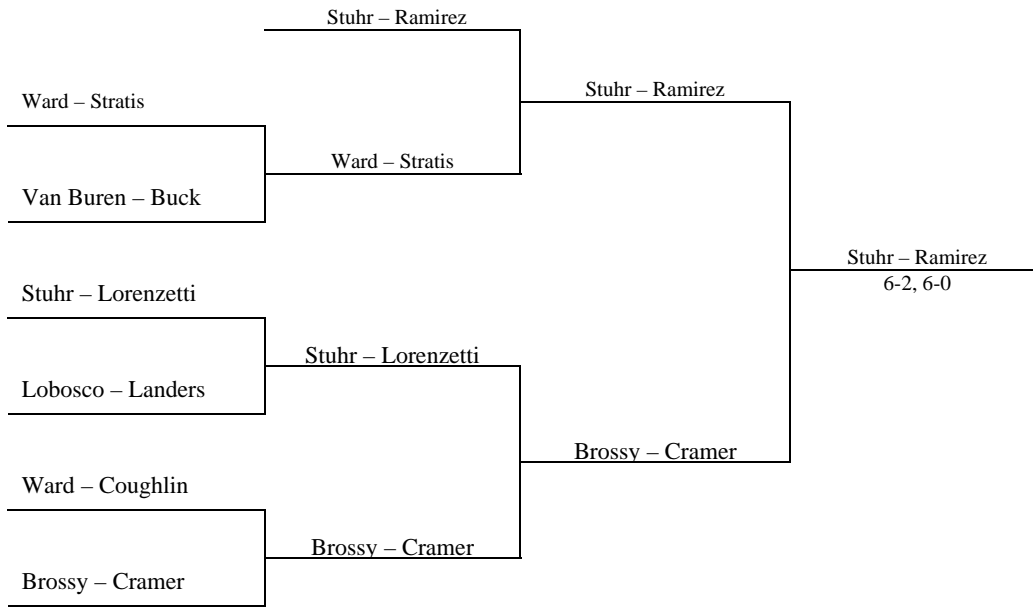 Stuhr – Ramirez
Ward – Stratis
Stuhr – Ramirez
Ward – Stratis
Van Buren – Buck
Stuhr – Ramirez
6-2, 6-0
Stuhr – Lorenzetti
Stuhr – Lorenzetti
Lobosco – Landers
Brossy – Cramer
Ward – Coughlin
Brossy – Cramer
Brossy – Cramer